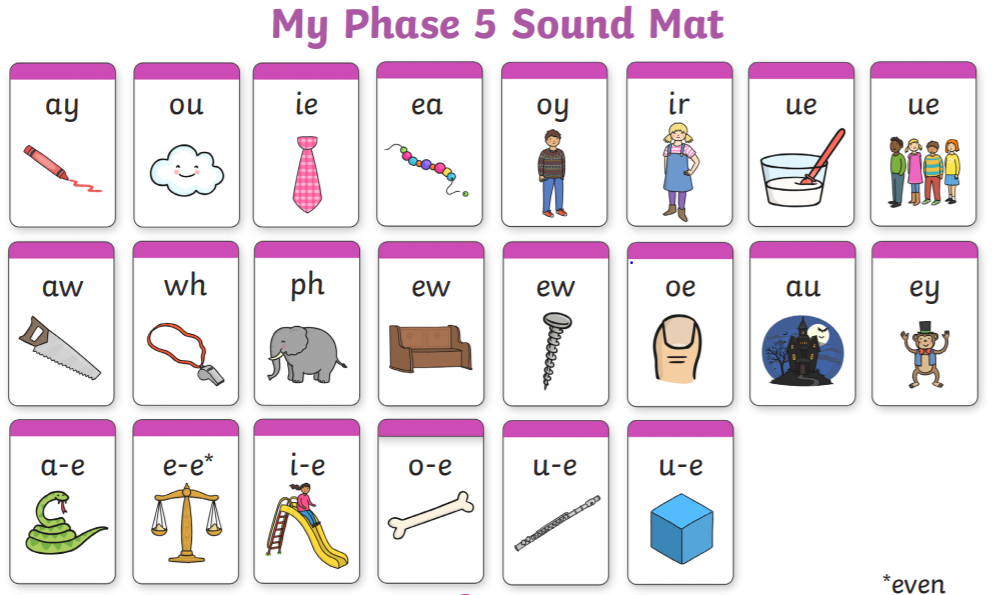 My Phase 5 Sound Mat
ay ou ie ea oy ir ue ue
aw wh ph ew ew oe au ey
a-e e-e* i-e o-e u-e u-e
*even